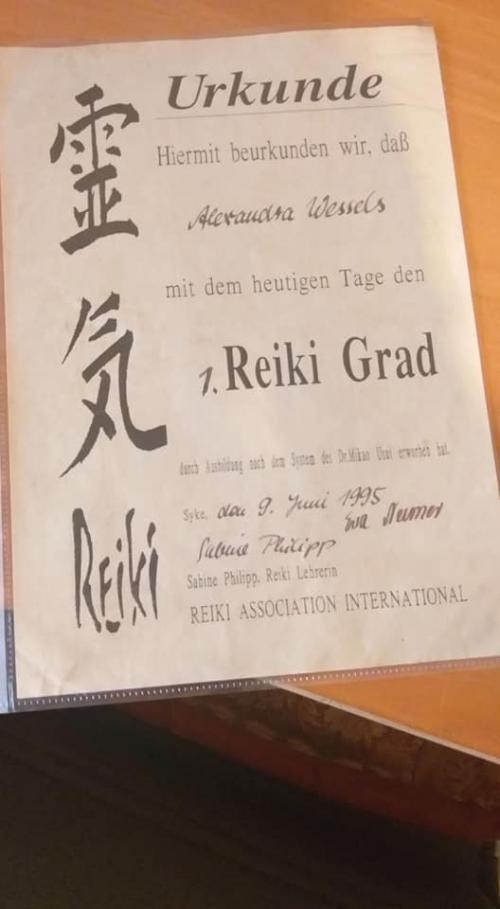 霊
気
Reiki
Urkunde
Hiermit beurkunden wir, daß
Alexandra Wessels
mit dem heutigen Tage den
1. Reiki Grad
durch Ausbildung nach dem System des Dr.Mikao Usui erworben hat.
Syke, den 9. Juni 1995
Sabine Philipp Eva
Sabine Philipp, Reiki Lehrerin
REIKI ASSOCIATION INTERNATIONAL